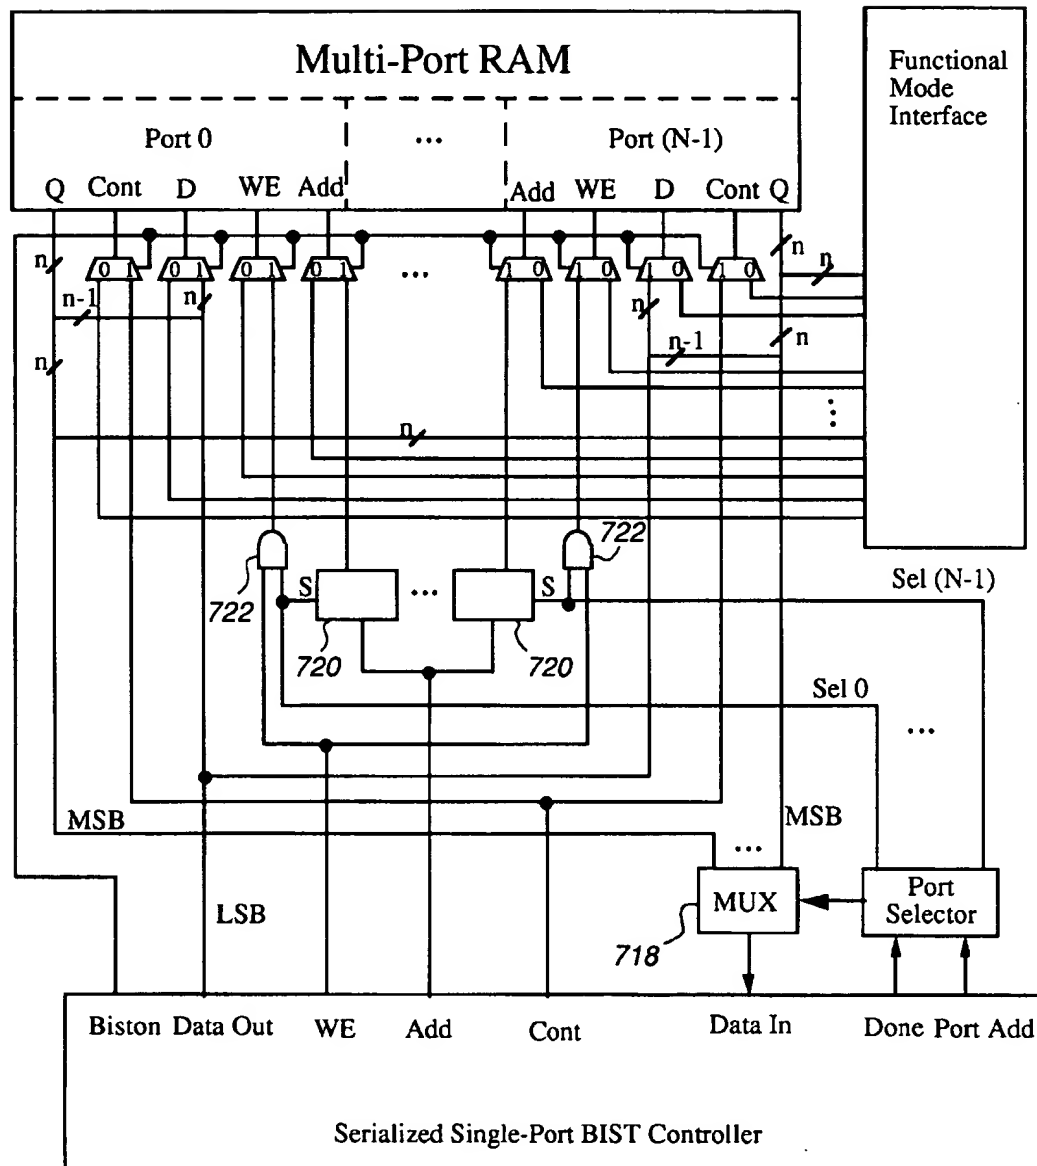 Multi-Port RAM
Functional
Mode
Interface
Port 0
...
Port (N-1)
Q Cont D WE Add
Add WE D Cont Q
n
n
n
0 1
0 1
0 1
0 1
...
1 0
1 0
1 0
1 0
n-1
n
n
n
n
n-1
n
722
722
S
...
S
Sel (N-1)
720
720
Sel 0
...
MSB
MSB
...
LSB
MUX
Port
Selector
718
Biston Data Out WE Add Cont Data In Done Port Add
Serialized Single-Port BIST Controller